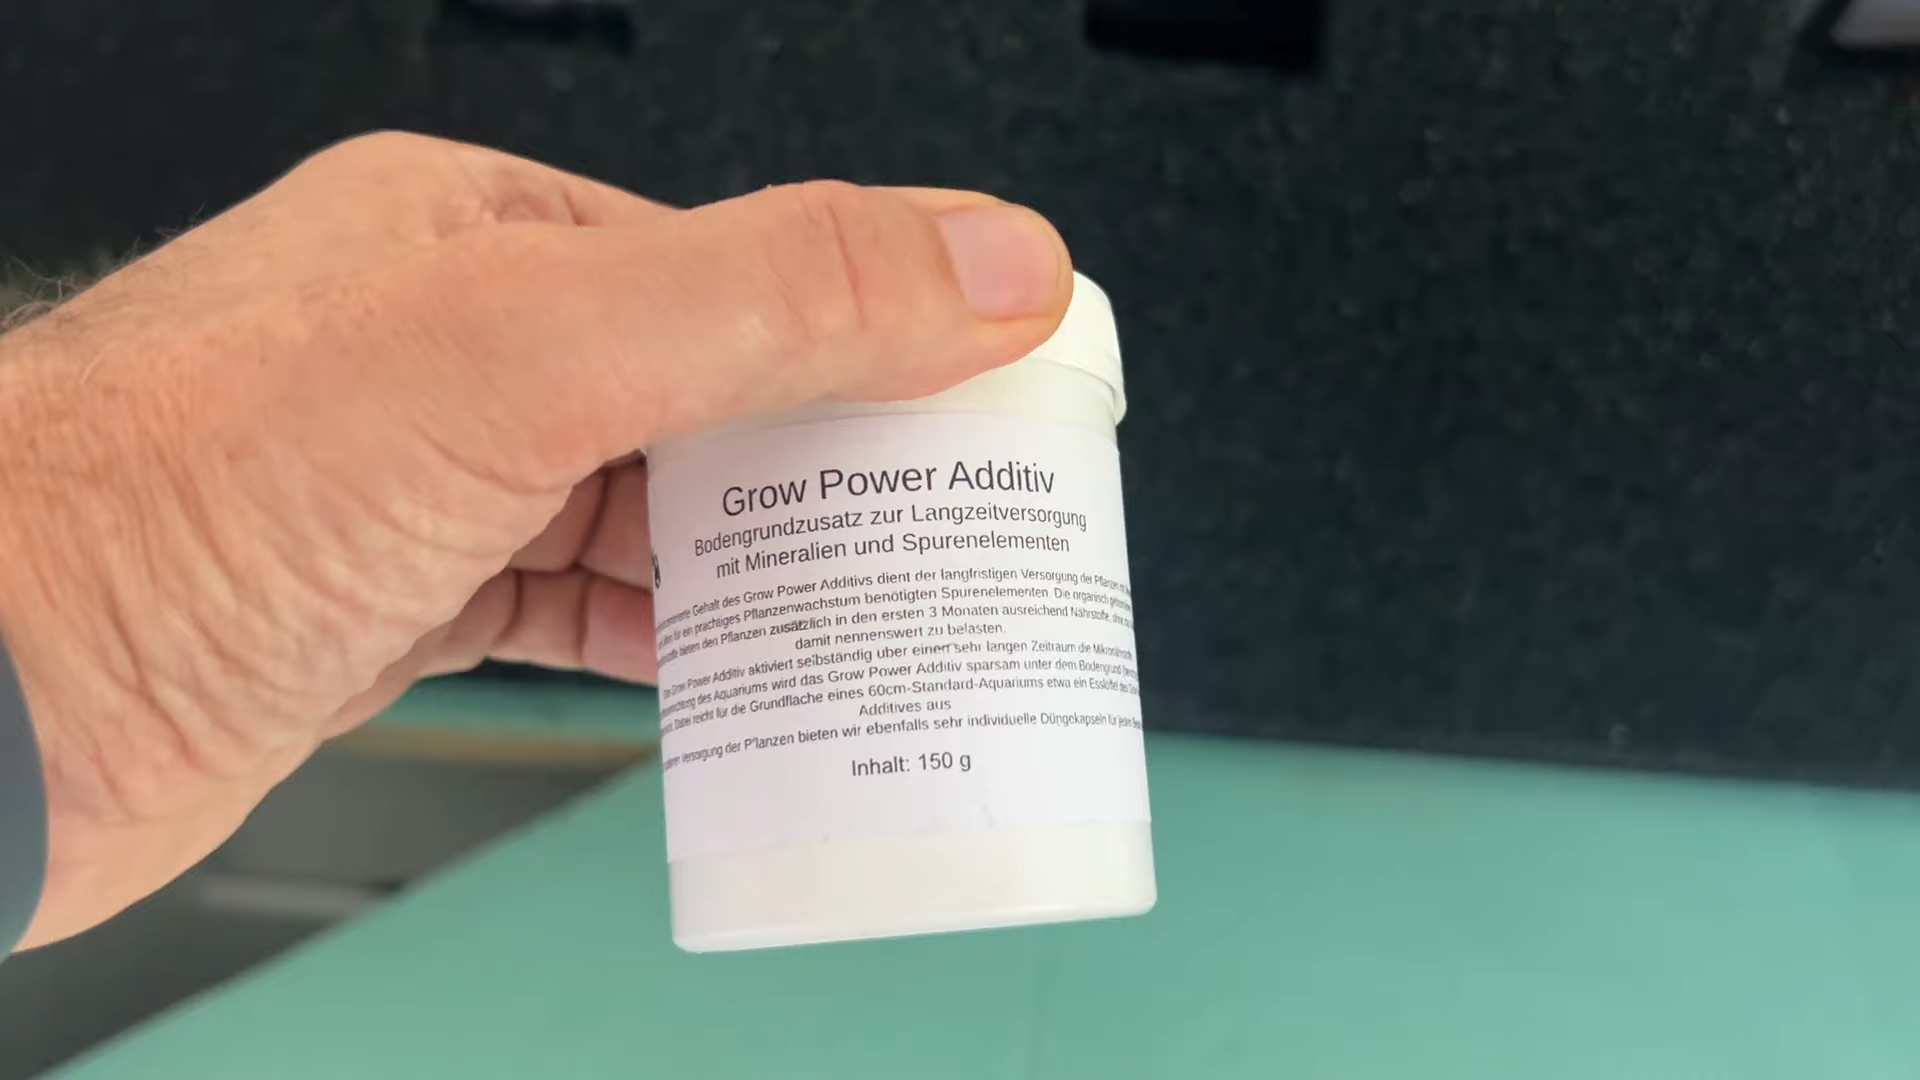 Grow Power Additiv
Bodengrundzusatz zur Langzeitversorgung
mit Mineralien und Spurenelementen
Gehalt des Grow Power Additivs dient der langfristigen Versorgung der Pflanzen
für ein prächtiges Pflanzenwachstum benötigten Spurenelementen. Die organisch
bieten den Pflanzen zusätzlich in den ersten 3 Monaten ausreichend Nährstoffe, ohne
damit nennenswert zu belasten.
Grow Power Additiv aktiviert selbständig über einen sehr langen Zeitraum die
des Aquariums wird das Grow Power Additiv sparsam unter dem Bodengrund
Dabei reicht für die Grundfläche eines 60cm-Standard-Aquariums etwa ein Esslöffel des
Additives aus
Versorgung der Pflanzen bieten wir ebenfalls sehr individuelle Düngekapseln für jeden
Inhalt: 150 g